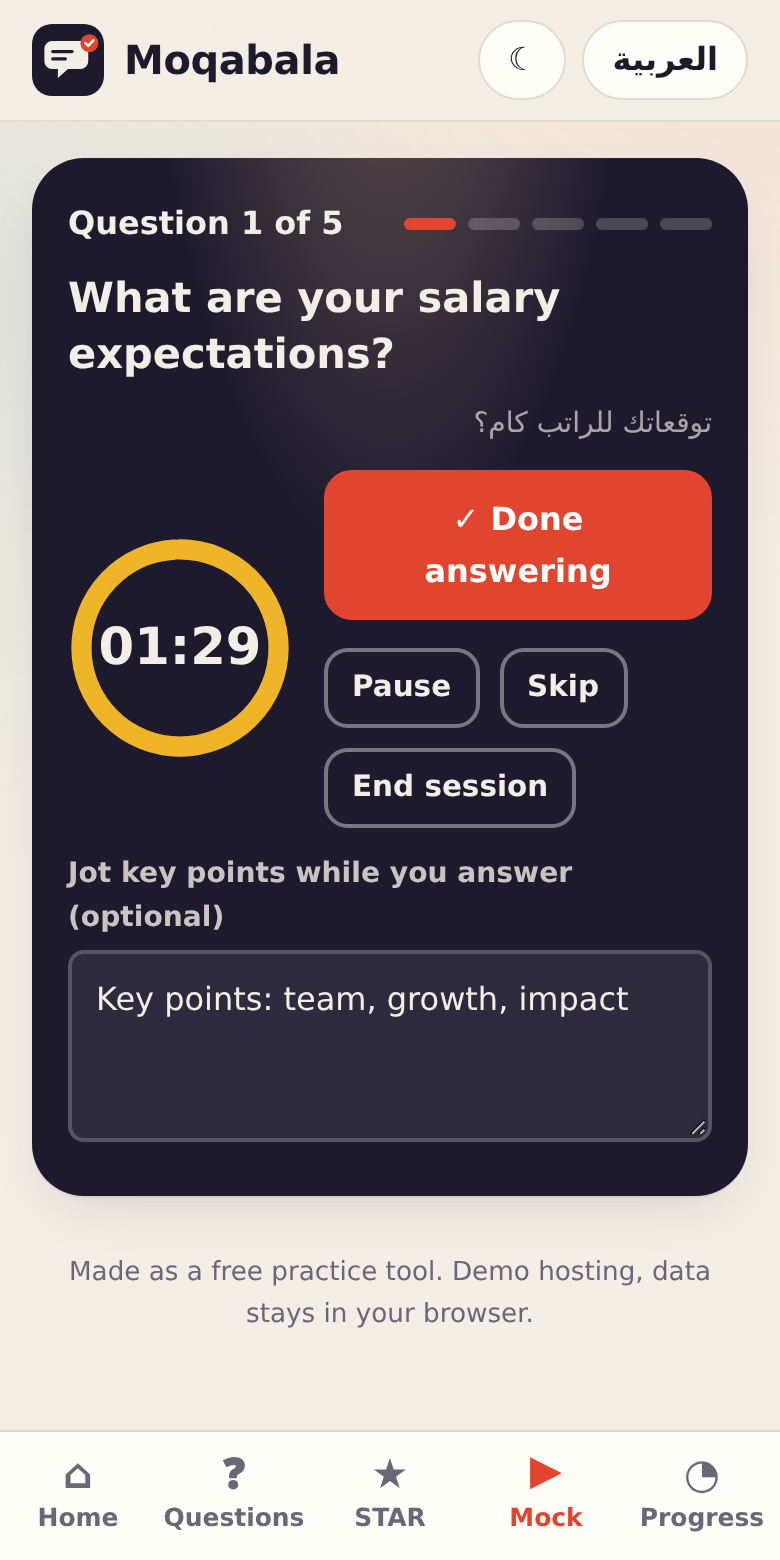 Moqabala
العربية
Question 1 of 5
What are your salary
expectations?
توقعاتك للراتب كام؟
✓ Done
answering
01:29
Pause
Skip
End session
Jot key points while you answer
(optional)
Key points: team, growth, impact
Made as a free practice tool. Demo hosting, data
stays in your browser.
Home
Questions
STAR
Mock
Progress